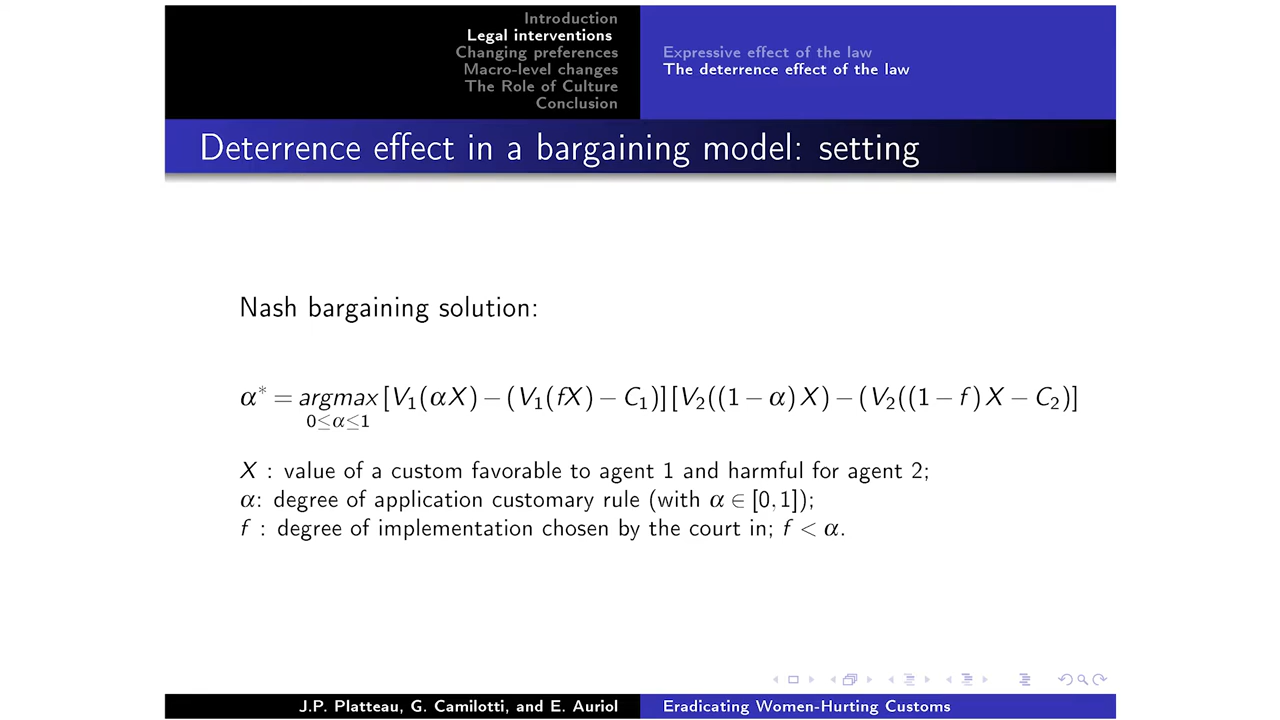 Introduction
Legal interventions
Changing preferences
Macro-level changes
The Role of Culture
Conclusion
Expressive effect of the law
The deterrence effect of the law
Deterrence effect in a bargaining model: setting
Nash bargaining solution:
α* = argmax [V₁(αX) − (V₁(fX) − C₁)][V₂((1 − α)X) − (V₂((1 − f)X − C₂)]
0≤α≤1
X : value of a custom favorable to agent 1 and harmful for agent 2;
α: degree of application customary rule (with α ∈ [0,1]);
f : degree of implementation chosen by the court in; f < α.
J.P. Platteau, G. Camilotti, and E. Auriol
Eradicating Women-Hurting Customs